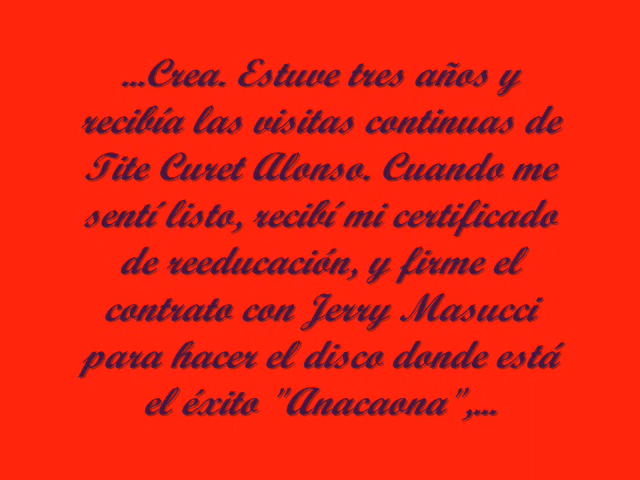 ...Crea. Estuve tres años y
recibía las visitas continuas de
Tite Curet Alonso. Cuando me
sentí listo, recibí mi certificado
de reeducación, y firme el
contrato con Jerry Masucci
para hacer el disco donde está
el éxito "Anacaona",...